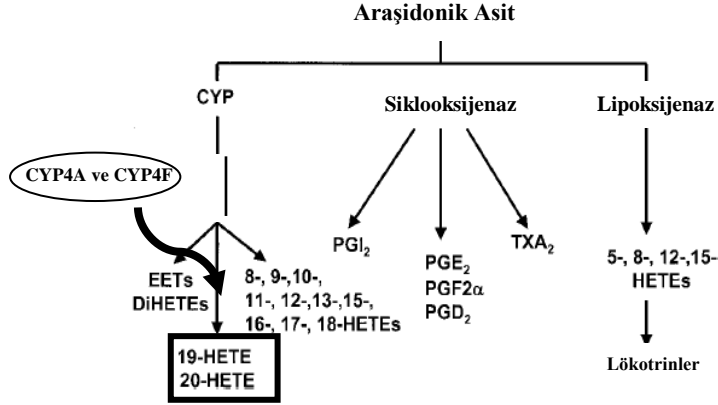 Araşidonik Asit
CYP
Siklooksijenaz
Lipoksijenaz
CYP4A ve CYP4F
EETs
DiHETEs
8-, 9-,10-,
11-, 12-,13-,15-,
16-, 17-, 18-HETEs
PGI₂
PGE₂
PGF2α
PGD₂
TXA₂
5-, 8-, 12-,15-
HETEs
19-HETE
20-HETE
Lökotrinler